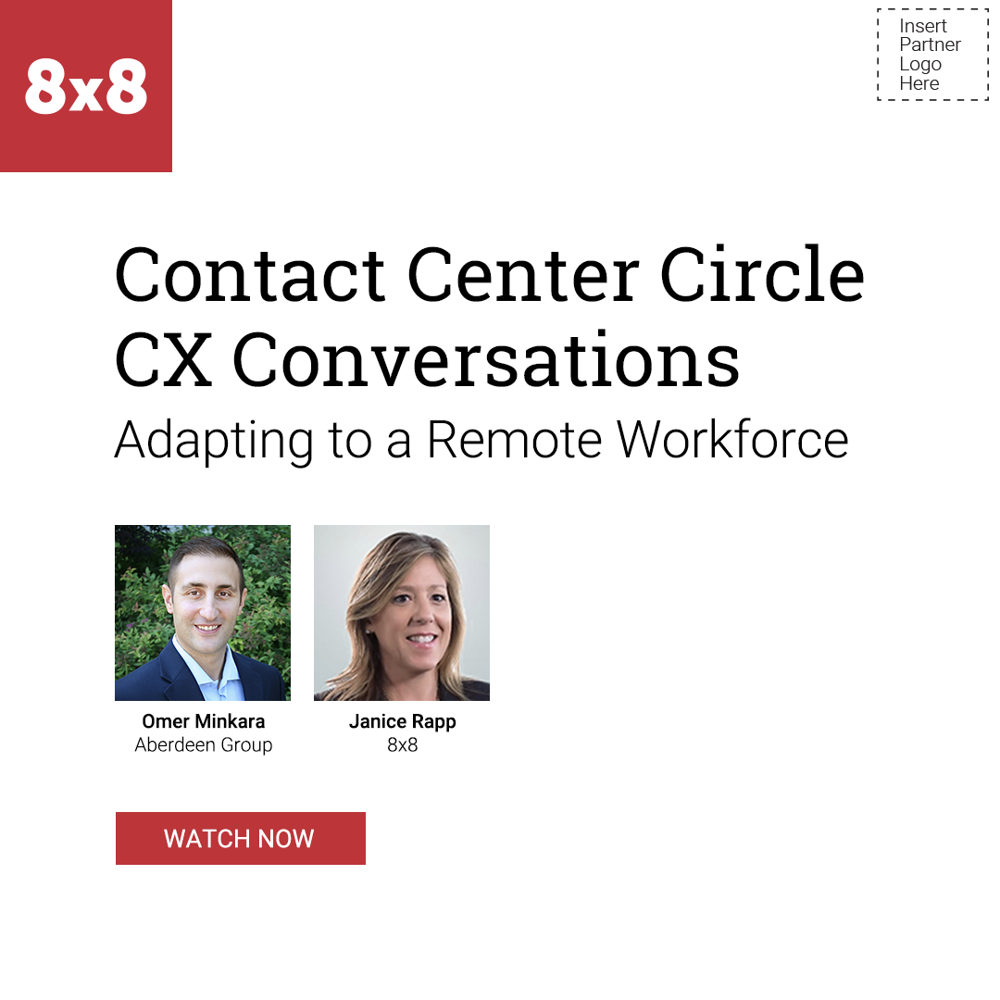 8x8
Insert
Partner
Logo
Here
Contact Center Circle
CX Conversations
Adapting to a Remote Workforce
Omer Minkara
Aberdeen Group
Janice Rapp
8x8
WATCH NOW